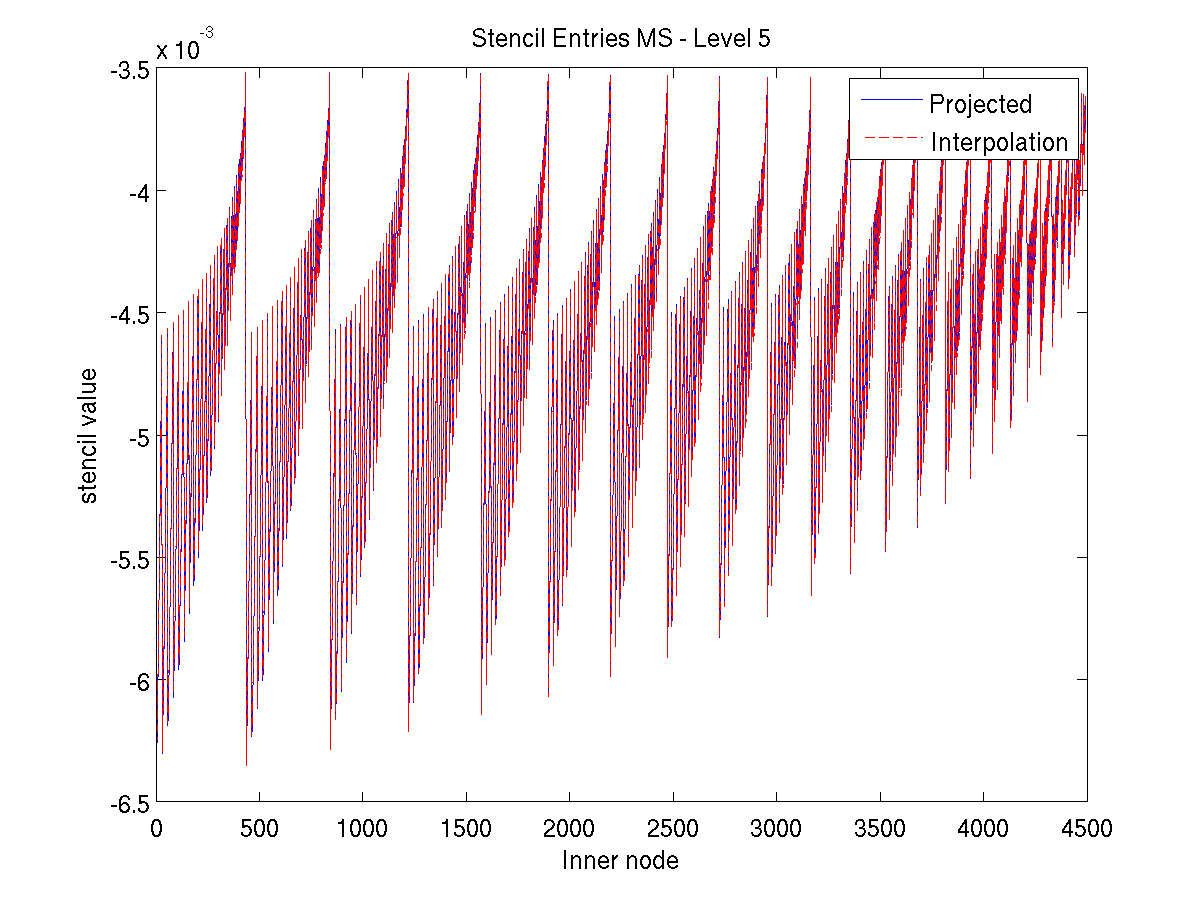 Stencil Entries MS - Level 5
x 10
-3
-3.5
-4
-4.5
-5
-5.5
-6
-6.5
stencil value
Projected
Interpolation
0 500 1000 1500 2000 2500 3000 3500 4000 4500
Inner node